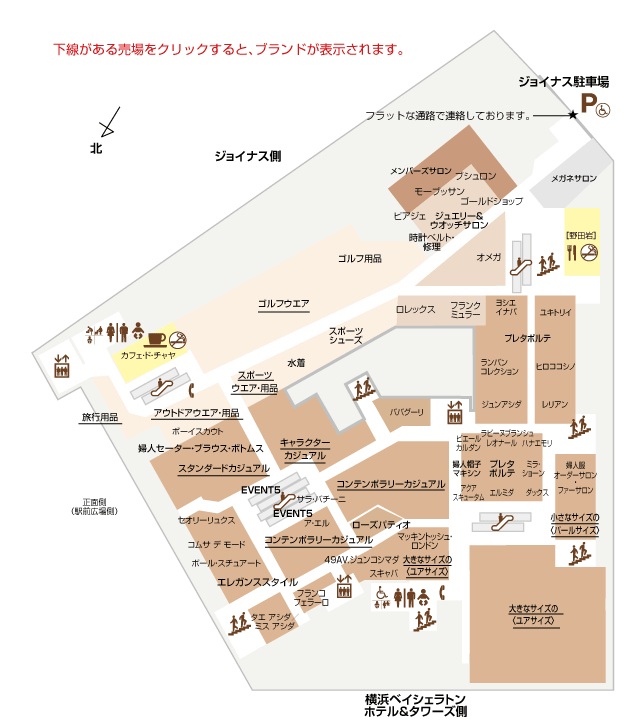 下線がある売場をクリックすると、ブランドが表示されます。
ジョイナス駐車場
P
フラットな通路で連絡しております。
北
ジョイナス側
メンバーズサロン
ブシュロン
モーブッサン
ゴールドショップ
メガネサロン
ピアジェ
ジュエリー&
ウオッチサロン
時計ベルト・
修理
[野田岩]
オメガ
ゴルフ用品
ゴルフウエア
ロレックス
フランク
ミュラー
ヨシエ
イナバ
ユキトリイ
スポーツ
シューズ
プレタポルテ
カフェ・ド・チャヤ
水着
ランバン
コレクション
ヒロココシノ
スポーツ
ウエア・用品
ジュンアシダ
レリアン
旅行用品
アウトドアウエア・用品
ババグーリ
ボーイスカウト
婦人セーター・ブラウス・ボトムス
キャラクター
カジュアル
ラピーヌブランシュ
ピエール
カルダン
レオナール
ハナエモリ
スタンダードカジュアル
婦人帽子
マキシン
プレタ
ポルテ
ミラ・
ショーン
婦人服
オーダーサロン
ファーサロン
コンテンポラリーカジュアル
EVENT5
サラ・パチーニ
アクア
スキュータム
エルミダ
ダックス
正面側
(駅前広場側)
EVENT5
セオリーリュクス
ア・エル
ローズパティオ
小さなサイズの
〈パールサイズ〉
コムサ デ モード
コンテンポラリーカジュアル
マッキントッシュ・
ロンドン
ポール・スチュアート
49AV.ジュンコシマダ
大きなサイズの
〈ユアサイズ〉
スキャパ
エレガンススタイル
フランコ
フェラーロ
タエ アシダ/
ミス アシダ
大きなサイズの
〈ユアサイズ〉
横浜ベイシェラトン
ホテル&タワーズ側